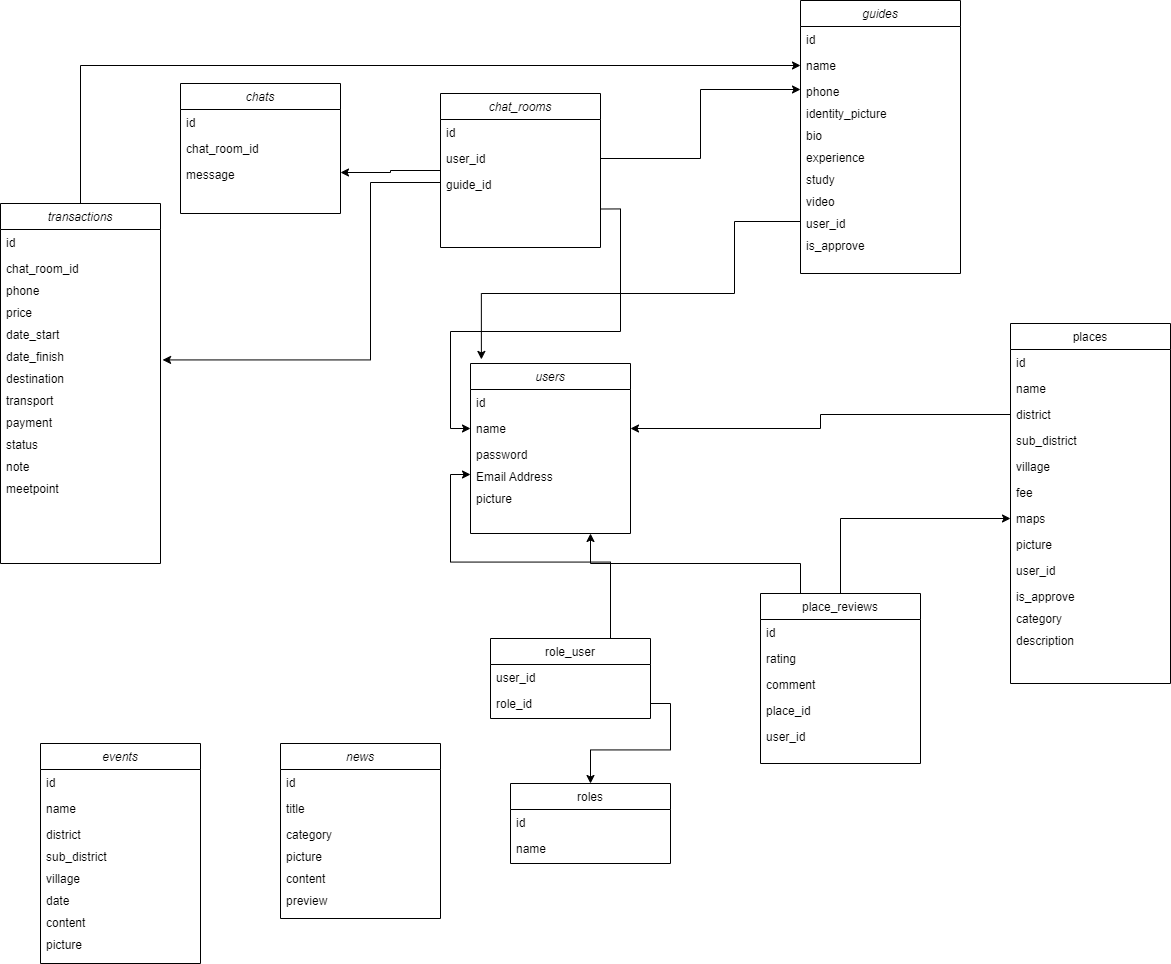 guides
id
name
phone
identity_picture
bio
experience
study
video
user_id
is_approve
chats
id
chat_room_id
message
chat_rooms
id
user_id
guide_id
transactions
id
chat_room_id
phone
price
date_start
date_finish
destination
transport
payment
status
note
meetpoint
users
id
name
password
Email Address
picture
places
id
name
district
sub_district
village
fee
maps
picture
user_id
is_approve
category
description
place_reviews
id
rating
comment
place_id
user_id
role_user
user_id
role_id
roles
id
name
events
id
name
district
sub_district
village
date
content
picture
news
id
title
category
picture
content
preview